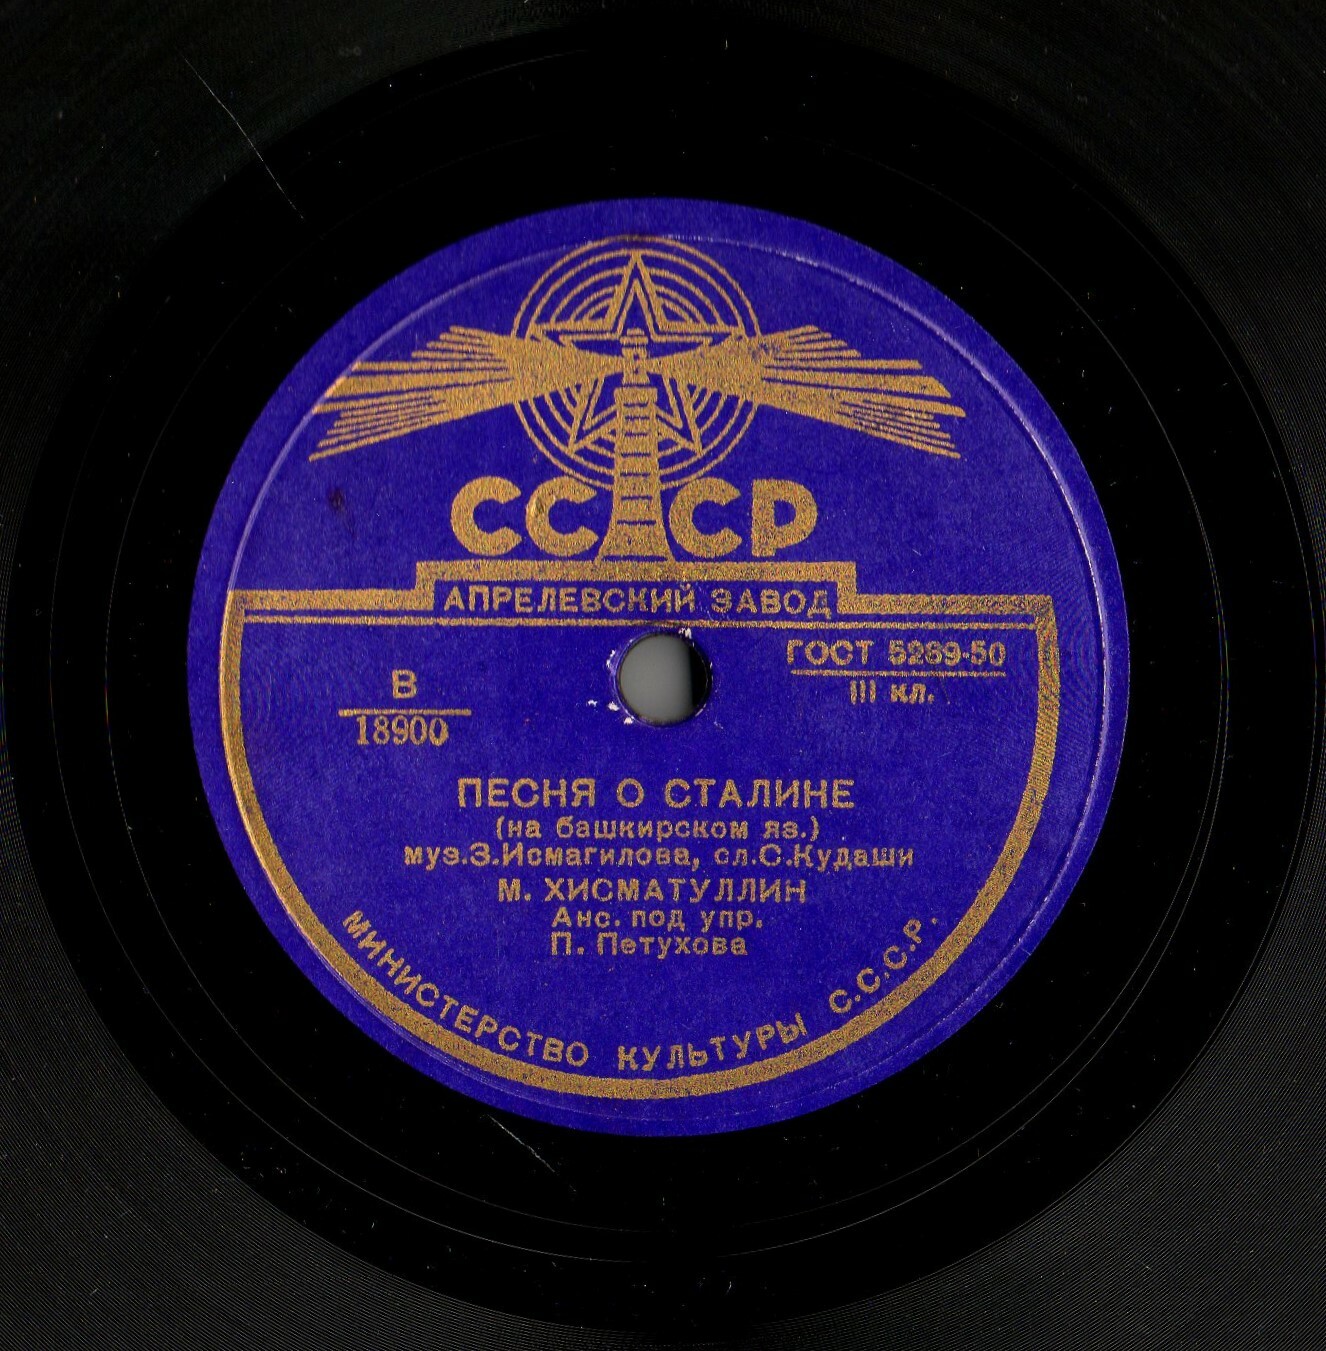 СССР
АПРЕЛЕВСКИЙ ЗАВОД
ГОСТ 5289-50
III кл.
В
18900
ПЕСНЯ О СТАЛИНЕ
(на башкирском яз.)
муз.З.Исмагилова, сл.С.Кудаши
М. ХИСМАТУЛЛИН
Анс. под упр.
П. Петухова
МИНИСТЕРСТВО КУЛЬТУРЫ С.С.С.Р.